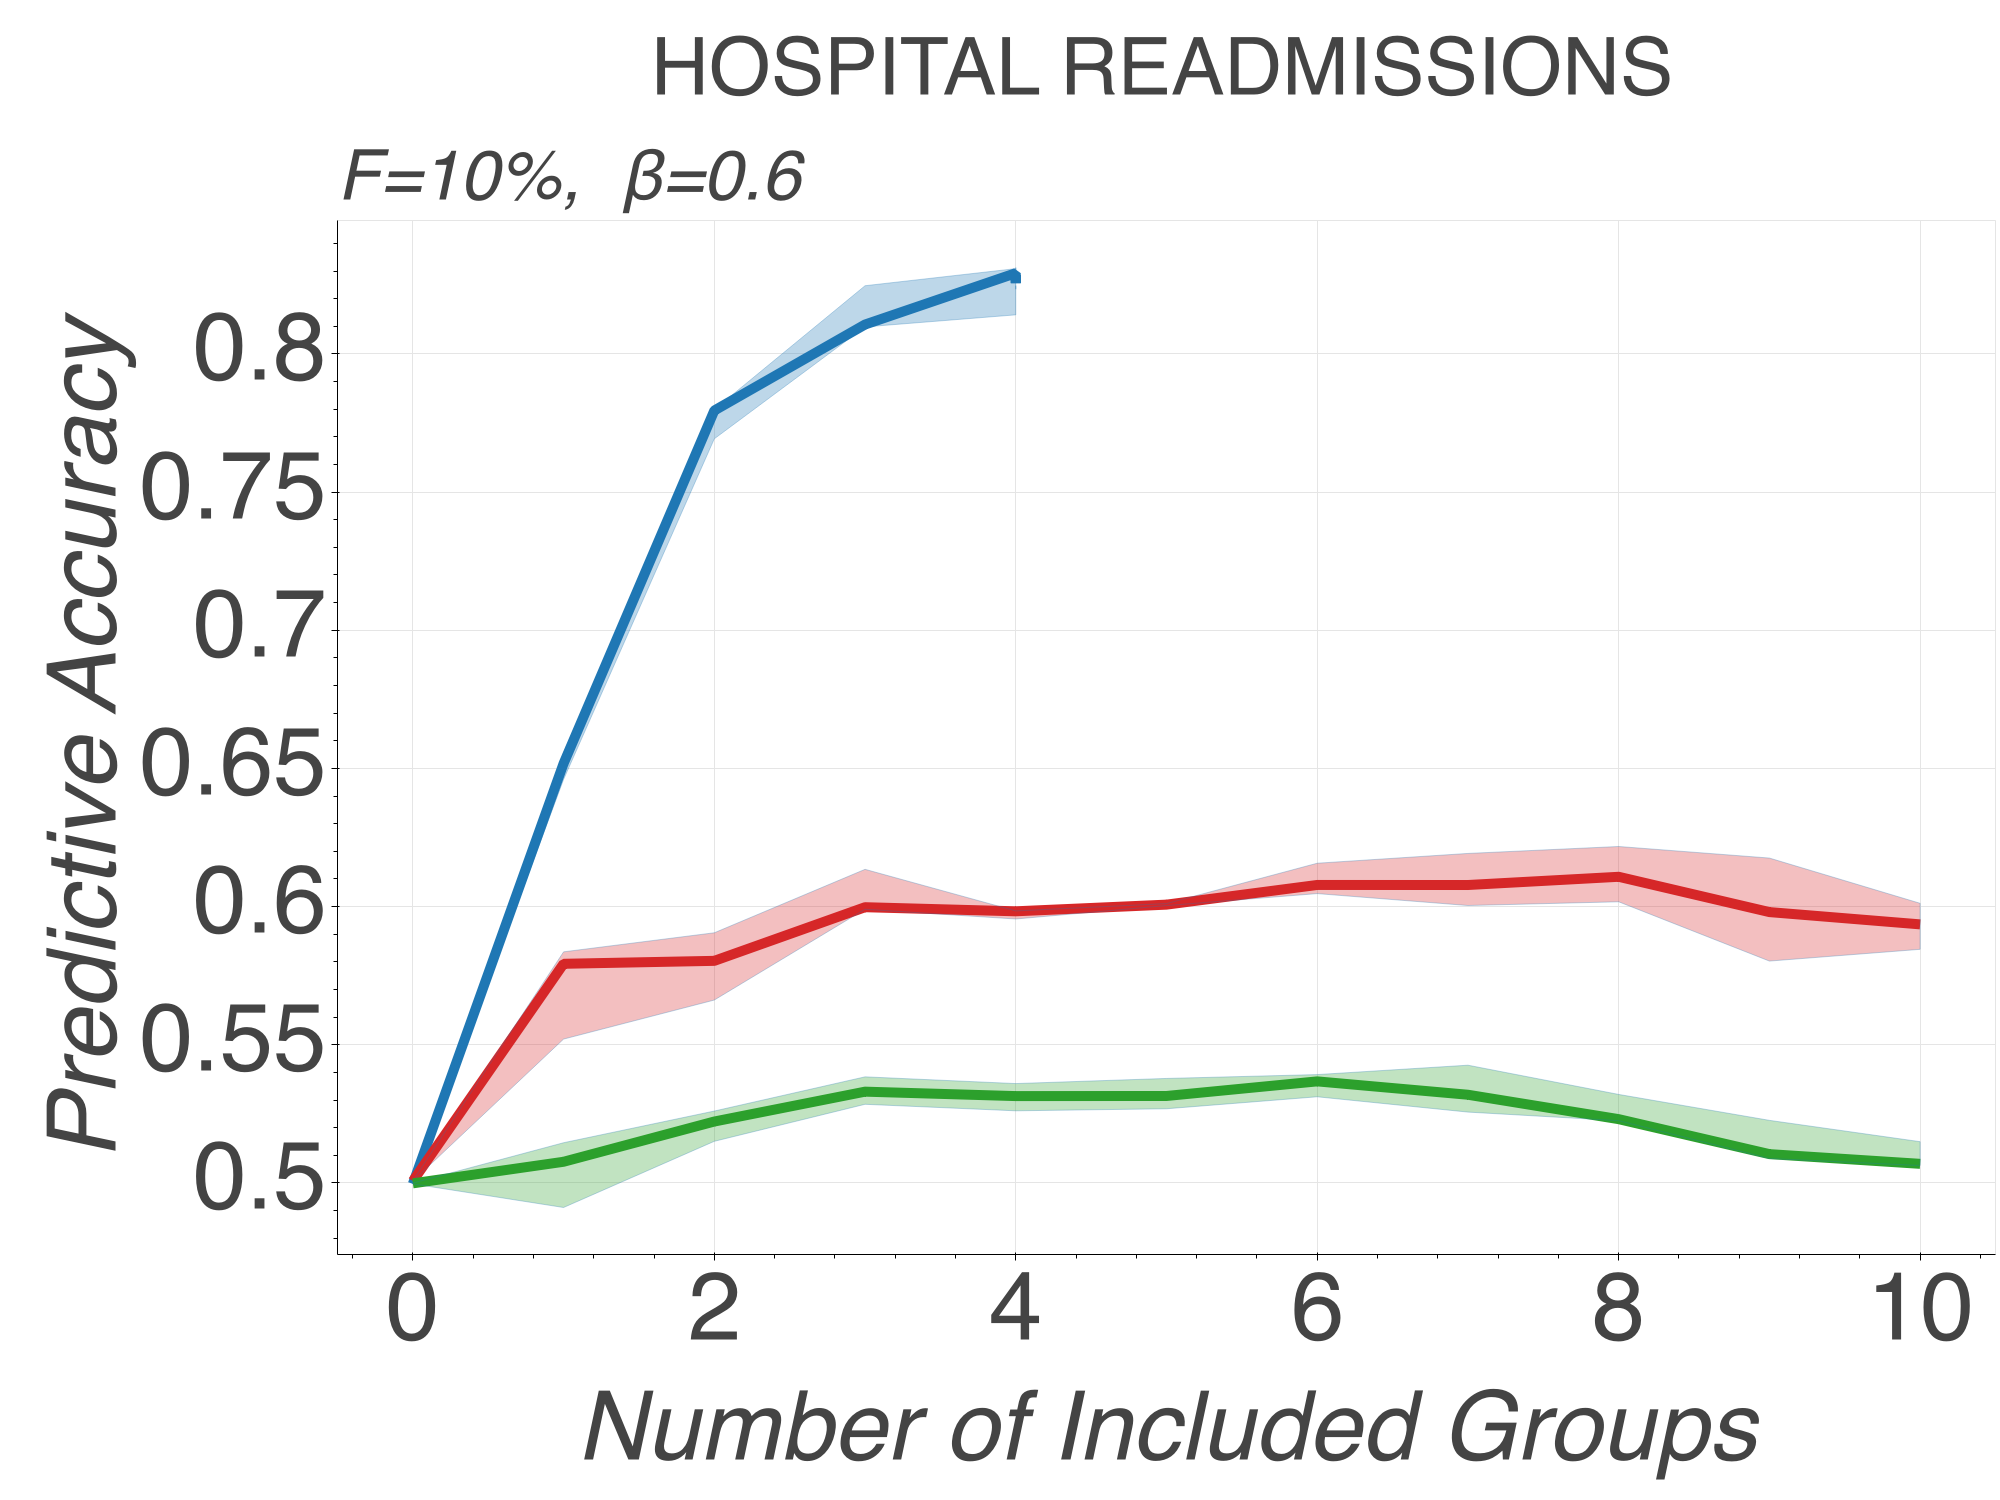 HOSPITAL READMISSIONS
F=10%, β=0.6
Predictive Accuracy
0.8
0.75
0.7
0.65
0.6
0.55
0.5
0 2 4 6 8 10
Number of Included Groups